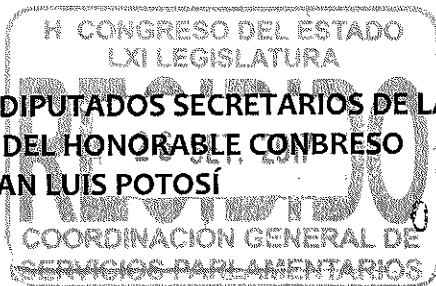 H. CONGRESO DEL ESTADO
LXI LEGISLATURA
DIPUTADOS SECRETARIOS DE LA
DEL HONORABLE CONBRESO
AN LUIS POTOSÍ
COORDINACIÓN GENERAL DE
SERVICIOS PARLAMENTARIOS